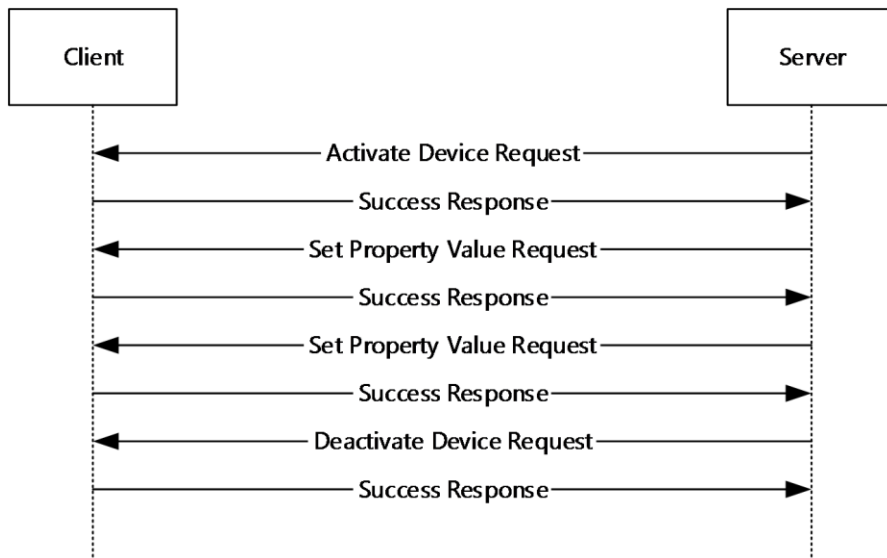 Client
Server
Activate Device Request
Success Response
Set Property Value Request
Success Response
Set Property Value Request
Success Response
Deactivate Device Request
Success Response